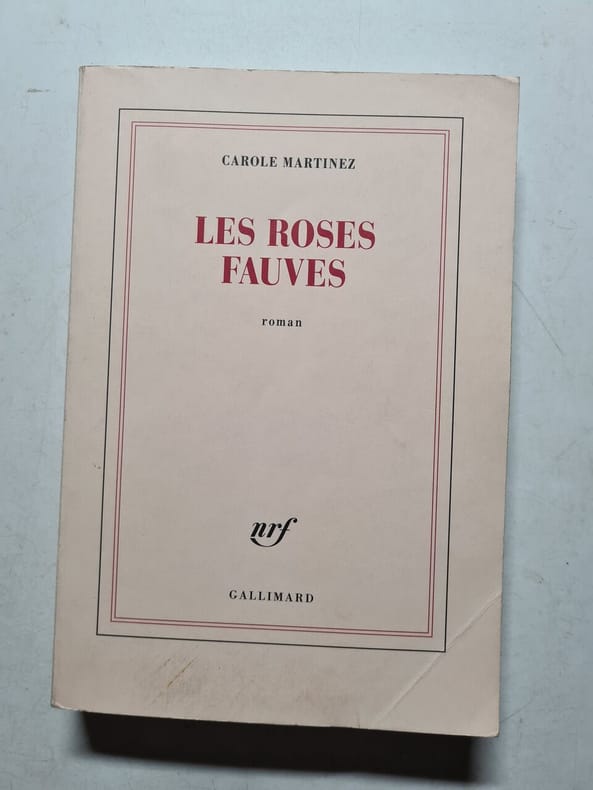 CAROLE MARTINEZ
LES ROSES
FAUVES
roman
nrf
GALLIMARD